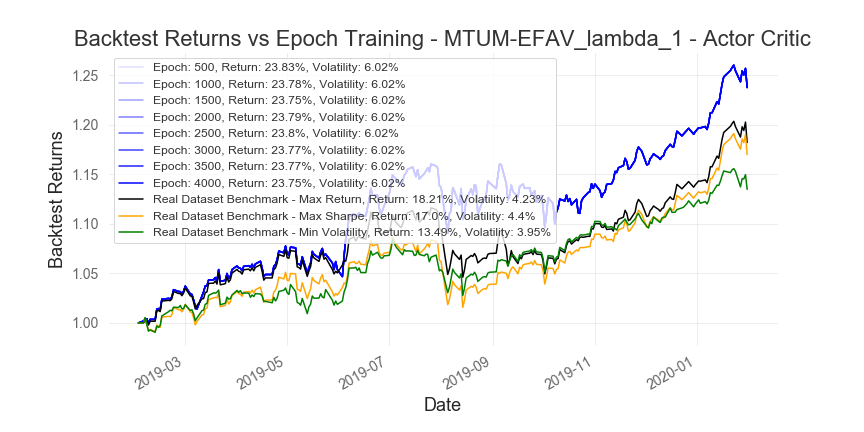 Backtest Returns vs Epoch Training - MTUM-EFAV_lambda_1 - Actor Critic
Epoch: 500, Return: 23.83%, Volatility: 6.02%
Epoch: 1000, Return: 23.78%, Volatility: 6.02%
Epoch: 1500, Return: 23.75%, Volatility: 6.02%
Epoch: 2000, Return: 23.79%, Volatility: 6.02%
Epoch: 2500, Return: 23.8%, Volatility: 6.02%
Epoch: 3000, Return: 23.77%, Volatility: 6.02%
Epoch: 3500, Return: 23.77%, Volatility: 6.02%
Epoch: 4000, Return: 23.75%, Volatility: 6.02%
Real Dataset Benchmark - Max Return, Return: 18.21%, Volatility: 4.23%
Real Dataset Benchmark - Max Sharpe, Return: 17.0%, Volatility: 4.4%
Real Dataset Benchmark - Min Volatility, Return: 13.49%, Volatility: 3.95%
Backtest Returns
1.25
1.20
1.15
1.10
1.05
1.00
2019-03
2019-05
2019-07
2019-09
2019-11
2020-01
Date